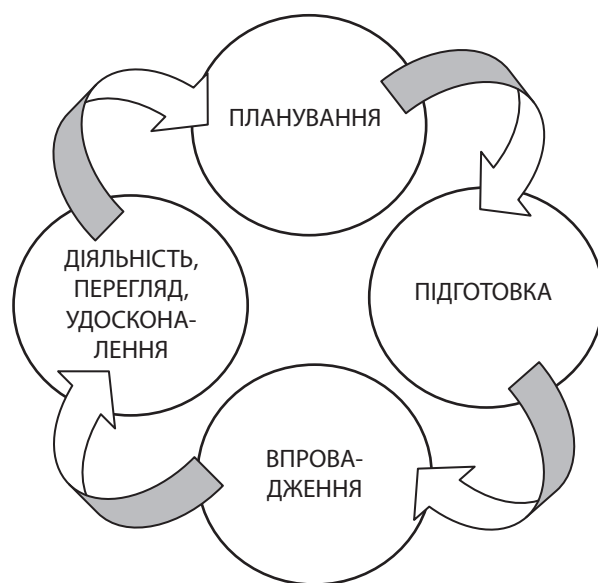 ПЛАНУВАННЯ
ПІДГОТОВКА
ВПРОВА-
ДЖЕННЯ
ДІЯЛЬНІСТЬ,
ПЕРЕГЛЯД,
УДОСКОНА-
ЛЕННЯ